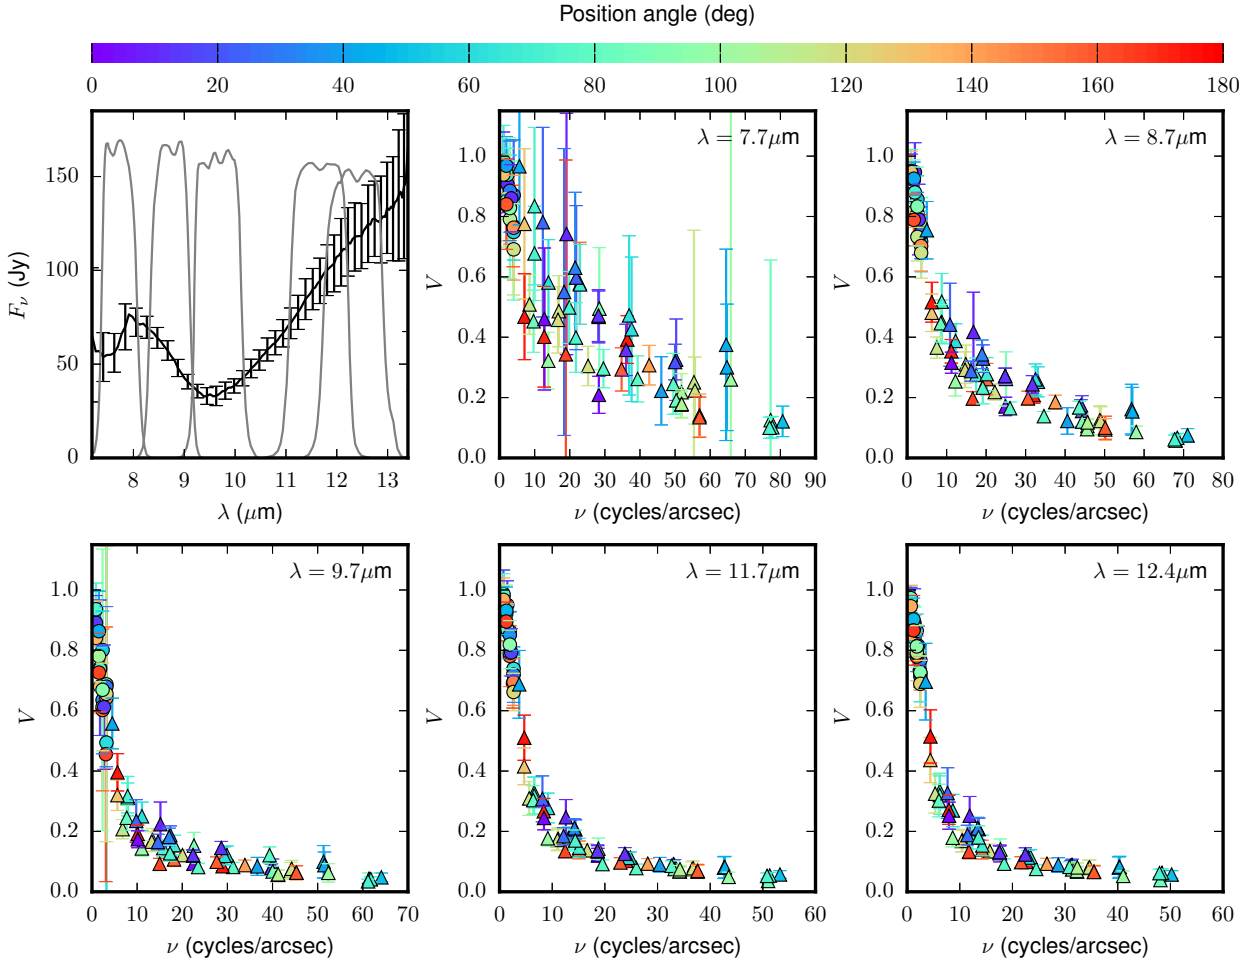 Position angle (deg)
0 20 40 60 80 100 120 140 160 180
150
100
50
0
F_ν (Jy)
8 9 10 11 12 13
λ (μm)
λ = 7.7μm
1.0
0.8
0.6
0.4
0.2
0.0
V
0 10 20 30 40 50 60 70 80 90
ν (cycles/arcsec)
λ = 8.7μm
1.0
0.8
0.6
0.4
0.2
0.0
V
0 10 20 30 40 50 60 70 80
ν (cycles/arcsec)
λ = 9.7μm
1.0
0.8
0.6
0.4
0.2
0.0
V
0 10 20 30 40 50 60 70
ν (cycles/arcsec)
λ = 11.7μm
1.0
0.8
0.6
0.4
0.2
0.0
V
0 10 20 30 40 50 60
ν (cycles/arcsec)
λ = 12.4μm
1.0
0.8
0.6
0.4
0.2
0.0
V
0 10 20 30 40 50 60
ν (cycles/arcsec)